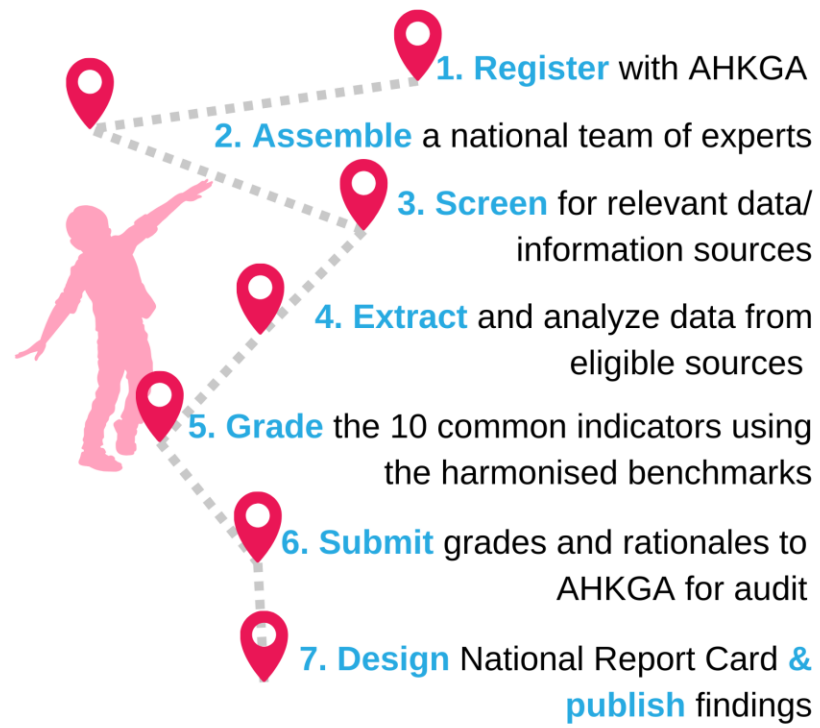 1. Register with AHKGA
2. Assemble a national team of experts
3. Screen for relevant data/
information sources
4. Extract and analyze data from
eligible sources
5. Grade the 10 common indicators using
the harmonised benchmarks
6. Submit grades and rationales to
AHKGA for audit
7. Design National Report Card &
publish findings